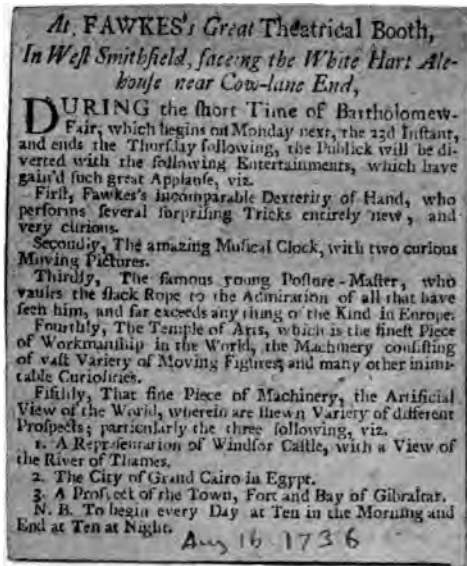 At FAWKES's Great Theatrical Booth,
In Weſt Smithfield, faceing the White Hart Ale-
houſe near Cow-lane End,
DURING the ſhort Time of Bartholomew-
Fair, which begins on Monday next, the 23d Inſtant,
and ends the Thurſday following, the Publick will be di-
verted with the following Entertainments, which have
gain'd ſuch great Applauſe, viz.
Firſt, Fawkes's incomparable Dexterity of Hand, who
performs ſeveral ſurpriſing Tricks entirely new, and
very curious.
Secondly, The amazing Muſical Clock, with two curious
Moving Pictures.
Thirdly, The famous young Poſture-Maſter, who
vaults the ſlack Rope to the Admiration of all that have
ſeen him, and far exceeds any thing o' the Kind in Europe.
Fourthly, The Temple of Arts, which is the fineſt Piece
of Workmanſhip in the World, the Machinery conſiſting
of vaſt Variety of Moving Figures, and many other inimi-
table Curioſities.
Fifthly, That fine Piece of Machinery, the Artificial
View of the World, wherein are ſhewn Variety of different
Proſpects; particularly the three following, viz.
1. A Repreſentation of Windſor Caſtle, with a View of
the River of Thames.
2. The City of Grand Cairo in Egypt.
3. A Proſpect of the Town, Fort and Bay of Gibraltar.
N. B. To begin every Day at Ten in the Morning and
End at Ten at Night.
Aug 16 1736